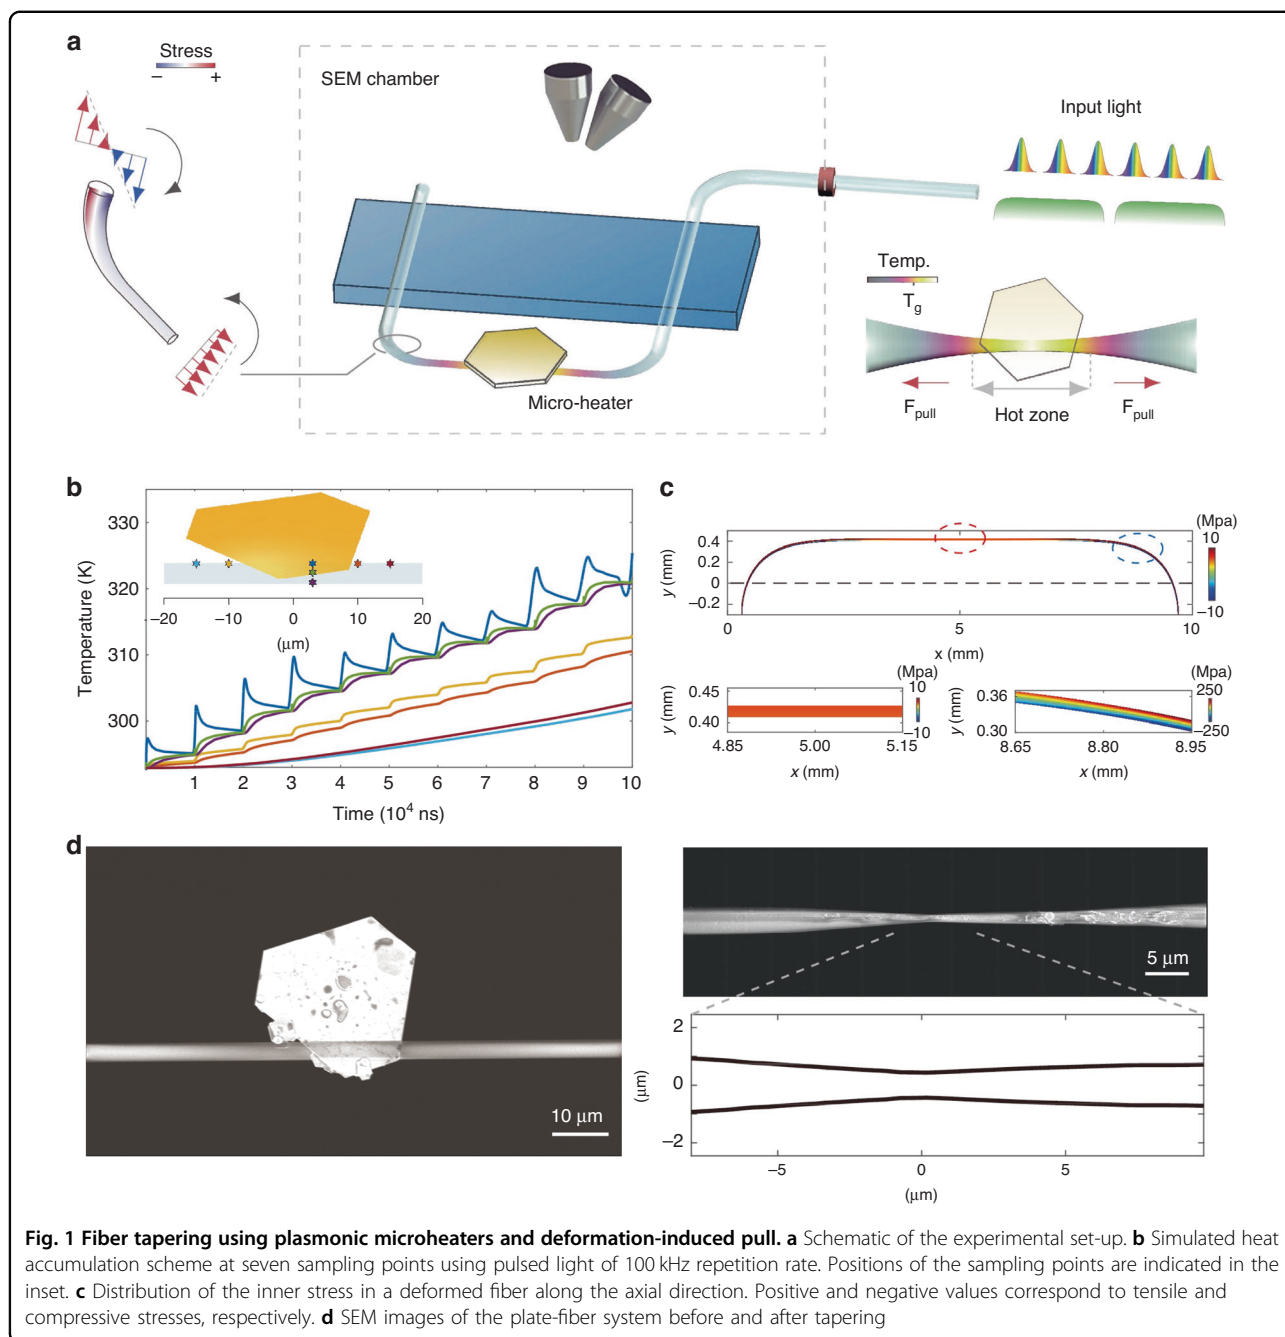 a
Stress
− +
SEM chamber
Micro-heater
Input light
Temp.
Tg
Fpull
Hot zone
Fpull
b
Temperature (K)
330
320
310
300
−20 −10 0 10 20
(μm)
1 2 3 4 5 6 7 8 9 10
Time (10⁴ ns)
c
(Mpa)
10
−10
y (mm)
0.4
0.2
0
−0.2
0 5 10
x (mm)
(Mpa)
10
−10
y (mm)
0.45
0.40
4.85 5.00 5.15
x (mm)
(Mpa)
250
−250
y (mm)
0.36
0.30
8.65 8.80 8.95
x (mm)
d
10 μm
5 μm
2
0
−2
(μm)
−5 0 5
(μm)
Fig. 1 Fiber tapering using plasmonic microheaters and deformation-induced pull. a Schematic of the experimental set-up. b Simulated heat
accumulation scheme at seven sampling points using pulsed light of 100 kHz repetition rate. Positions of the sampling points are indicated in the
inset. c Distribution of the inner stress in a deformed fiber along the axial direction. Positive and negative values correspond to tensile and
compressive stresses, respectively. d SEM images of the plate-fiber system before and after tapering